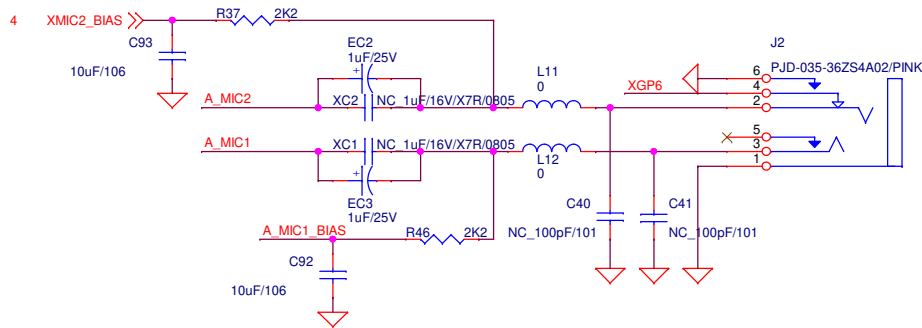 4 XMIC2_BIAS R37 2K2
C93
10uF/106
EC2
1uF/25V
+
J2
PJD-035-36ZS4A02/PINK
L11
0
6
XGP6 4
A_MIC2 XC2 NC_1uF/16V/X7R/0805 2
5
A_MIC1 XC1 NC_1uF/16V/X7R/0805 3
L12
0
1
+
EC3
1uF/25V
C40 C41
A_MIC1_BIAS R46 2K2
NC_100pF/101 NC_100pF/101
C92
10uF/106